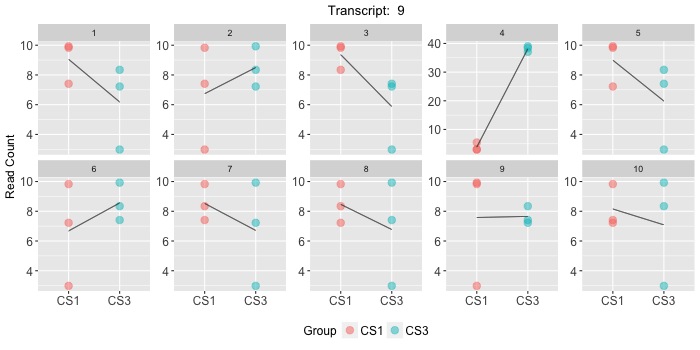 Transcript: 9
1 2 3 4 5
10 10 10 40 10
8 8 8 30 8
6 6 6 20 6
4 4 4 10 4
Read Count
6 7 8 9 10
10 10 10 10 10
8 8 8 8 8
6 6 6 6 6
4 4 4 4 4
CS1 CS3 CS1 CS3 CS1 CS3 CS1 CS3 CS1 CS3
Group CS1 CS3